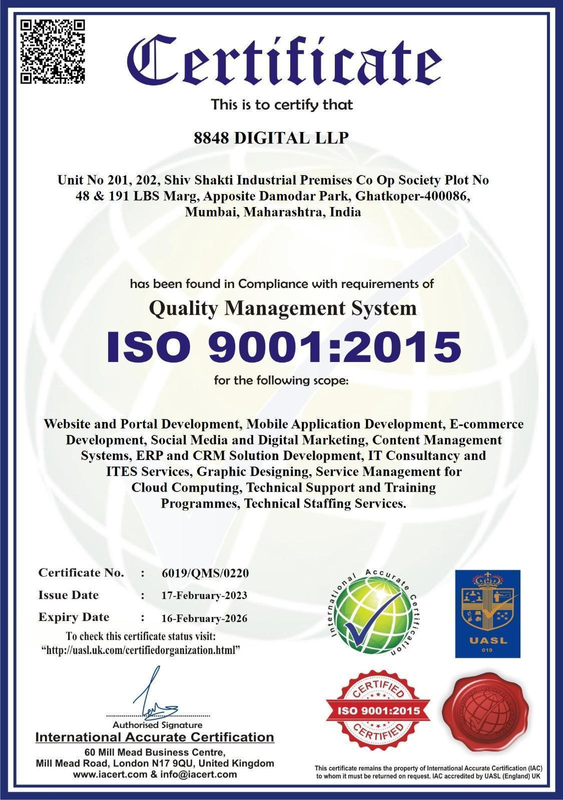 Certificate
This is to certify that
8848 DIGITAL LLP
Unit No 201, 202, Shiv Shakti Industrial Premises Co Op Society Plot No
48 & 191 LBS Marg, Apposite Damodar Park, Ghatkoper-400086,
Mumbai, Maharashtra, India
has been found in Compliance with requirements of
Quality Management System
ISO 9001:2015
for the following scope:
Website and Portal Development, Mobile Application Development, E-commerce
Development, Social Media and Digital Marketing, Content Management
Systems, ERP and CRM Solution Development, IT Consultancy and
ITES Services, Graphic Designing, Service Management for
Cloud Computing, Technical Support and Training
Programmes, Technical Staffing Services.
Certificate No. : 6019/QMS/0220
Issue Date : 17-February-2023
Expiry Date : 16-February-2026
To check this certificate status visit:
“http://uasl.uk.com/certifiedorganization.html”
International Accurate Certification
UASL
019
Authorised Signature
International Accurate Certification
60 Mill Mead Business Centre,
Mill Mead Road, London N17 9QU, United Kingdom
www.iacert.com & info@iacert.com
CERTIFIED
ISO 9001:2015
CERTIFIED
This certificate remains the property of International Accurate Certification (IAC)
to whom it must be returned on request. IAC accredited by UASL (England) UK